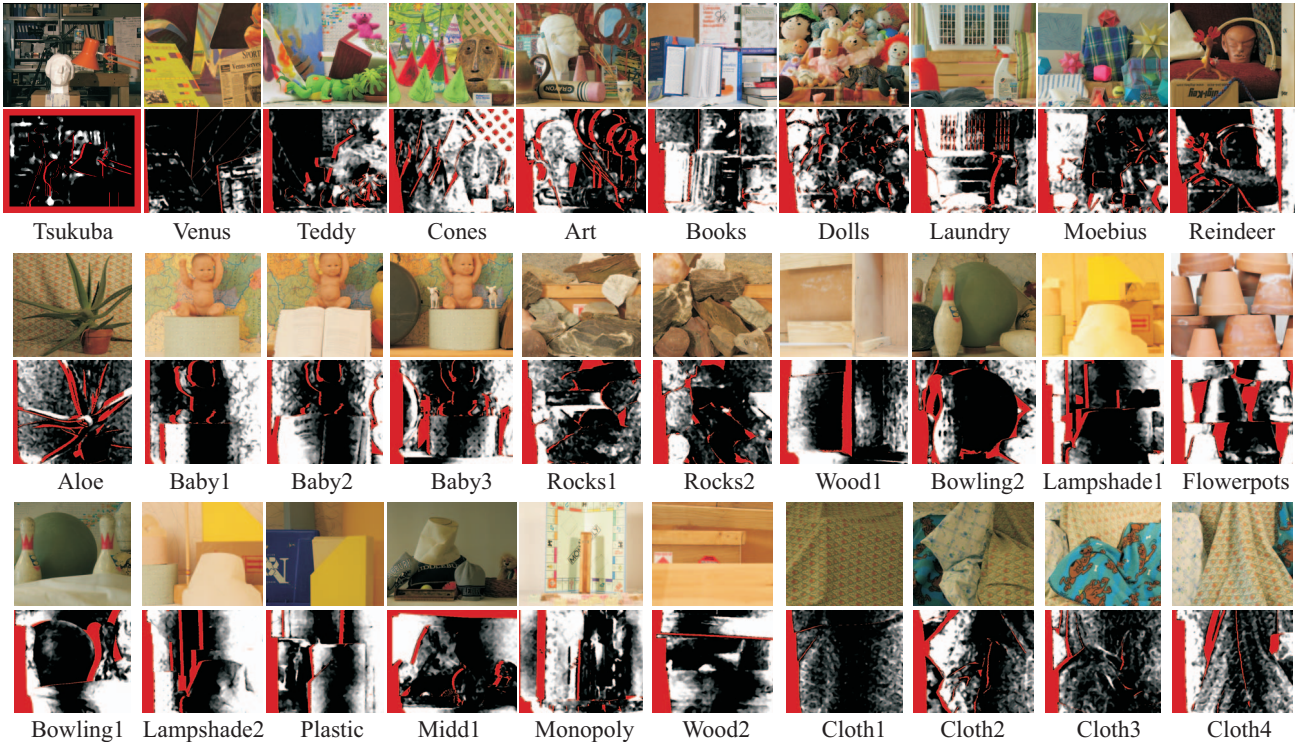 Tsukuba Venus Teddy Cones Art Books Dolls Laundry Moebius Reindeer
Aloe Baby1 Baby2 Baby3 Rocks1 Rocks2 Wood1 Bowling2 Lampshade1 Flowerpots
Bowling1 Lampshade2 Plastic Midd1 Monopoly Wood2 Cloth1 Cloth2 Cloth3 Cloth4